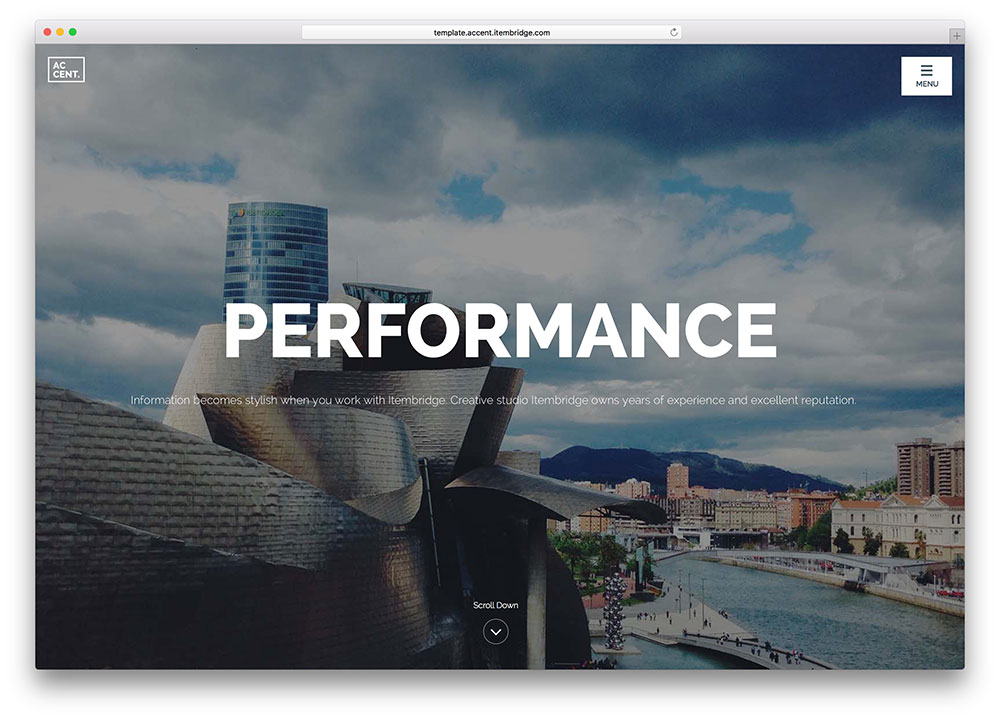 template.accent.itembridge.com
AC
CENT.
MENU
PERFORMANCE
Information becomes stylish when you work with Itembridge. Creative studio Itembridge owns years of experience and excellent reputation.
Scroll Down